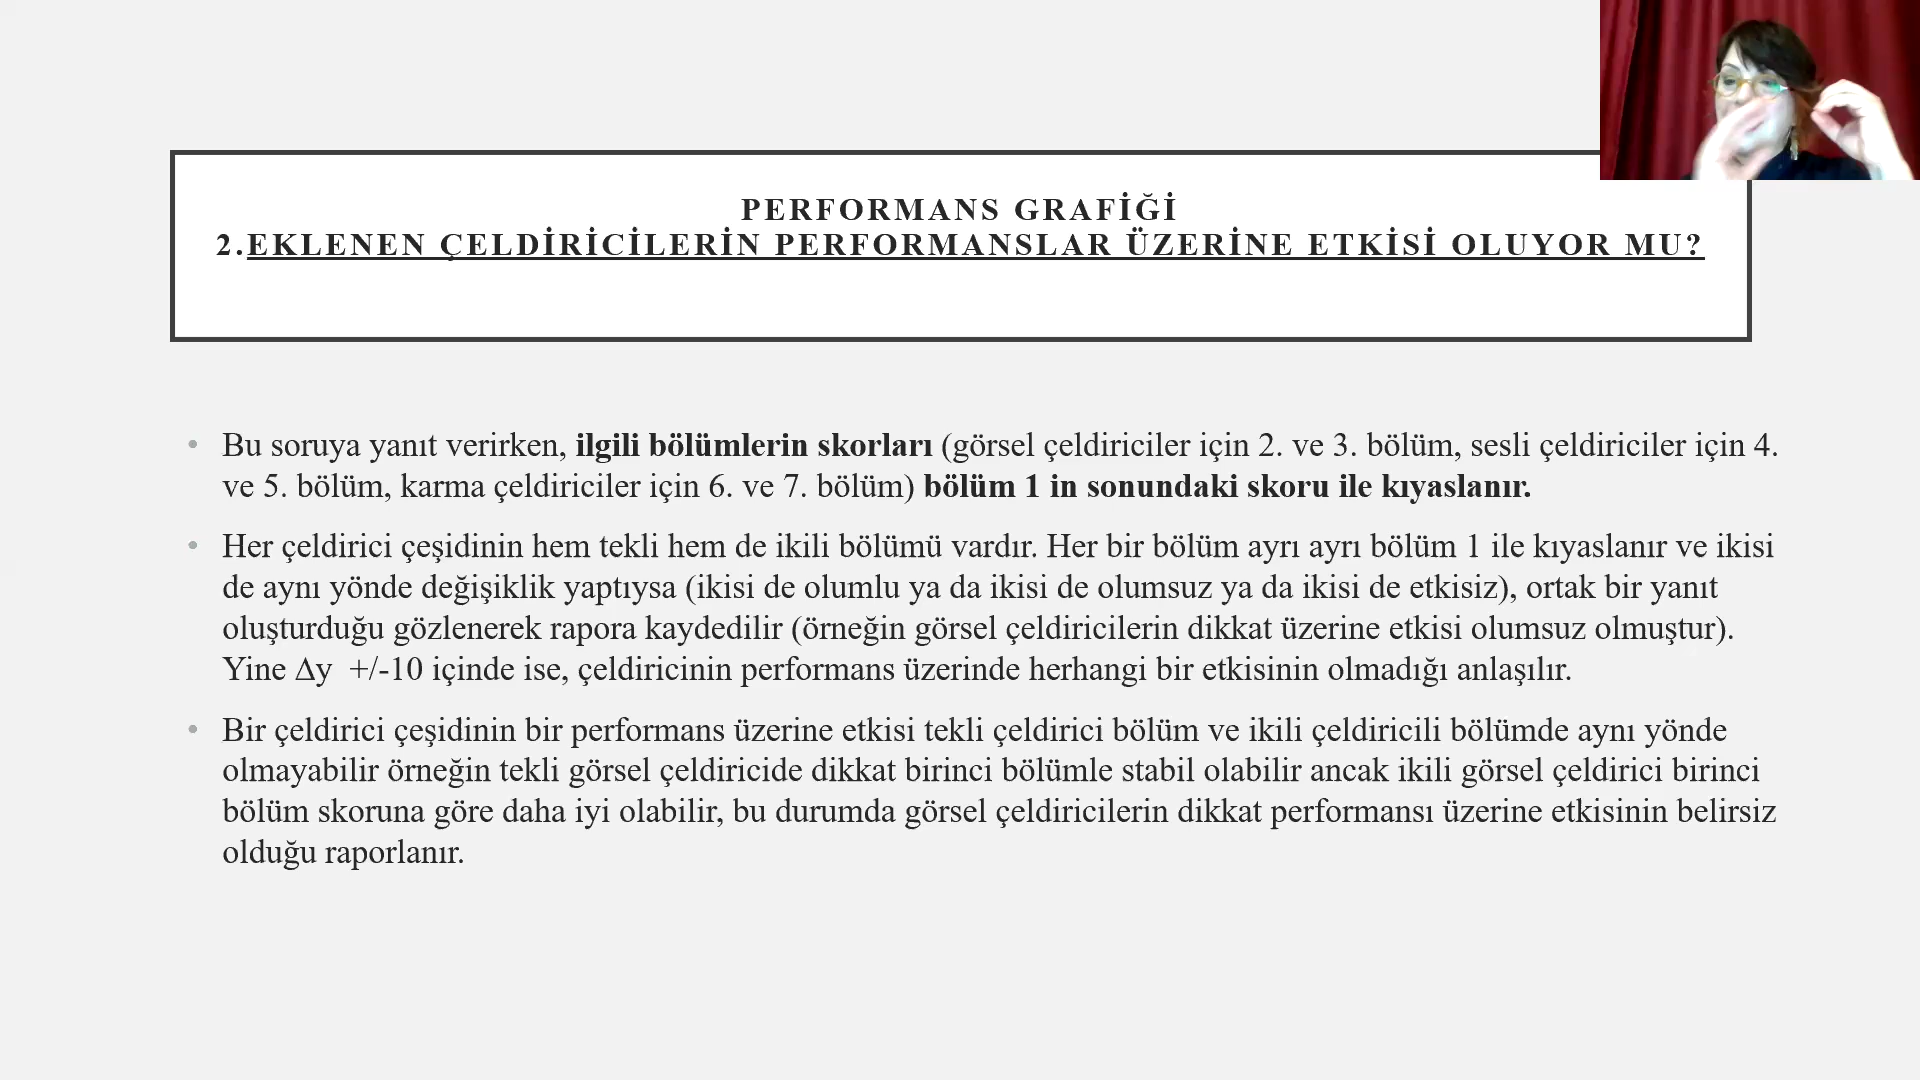 PERFORMANS GRAFİĞİ
2.EKLENEN ÇELDİRİCİLERİN PERFORMANSLAR ÜZERİNE ETKİSİ OLUYOR MU?
• Bu soruya yanıt verirken, ilgili bölümlerin skorları (görsel çeldiriciler için 2. ve 3. bölüm, sesli çeldiriciler için 4.
ve 5. bölüm, karma çeldiriciler için 6. ve 7. bölüm) bölüm 1 in sonundaki skoru ile kıyaslanır.
• Her çeldirici çeşidinin hem tekli hem de ikili bölümü vardır. Her bir bölüm ayrı ayrı bölüm 1 ile kıyaslanır ve ikisi
de aynı yönde değişiklik yaptıysa (ikisi de olumlu ya da ikisi de olumsuz ya da ikisi de etkisiz), ortak bir yanıt
oluşturduğu gözlenerek rapora kaydedilir (örneğin görsel çeldiricilerin dikkat üzerine etkisi olumsuz olmuştur).
Yine Δy +/-10 içinde ise, çeldiricinin performans üzerinde herhangi bir etkisinin olmadığı anlaşılır.
• Bir çeldirici çeşidinin bir performans üzerine etkisi tekli çeldirici bölüm ve ikili çeldiricili bölümde aynı yönde
olmayabilir örneğin tekli görsel çeldiricide dikkat birinci bölümle stabil olabilir ancak ikili görsel çeldirici birinci
bölüm skoruna göre daha iyi olabilir, bu durumda görsel çeldiricilerin dikkat performansı üzerine etkisinin belirsiz
olduğu raporlanır.